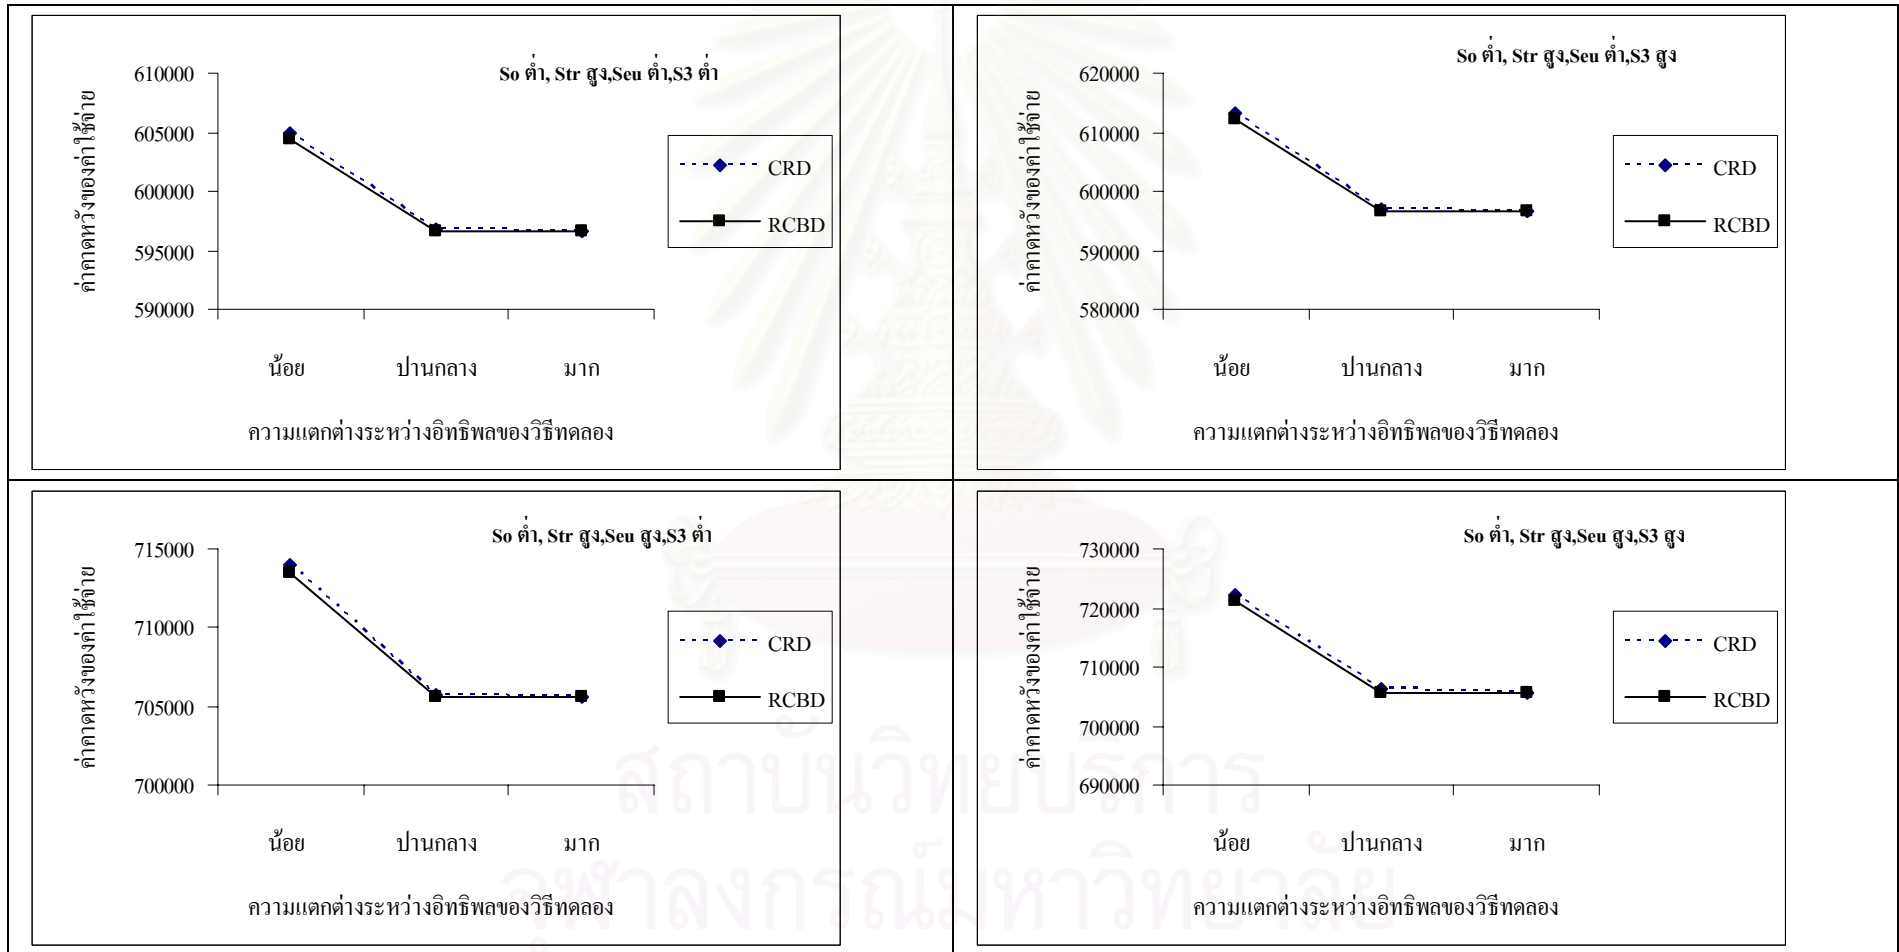 So ต่ำ, Str สูง,Seu ต่ำ,S3 ต่ำ
ค่าคาดหวังของค่าใช้จ่าย
610000
605000
600000
595000
590000
น้อย ปานกลาง มาก
ความแตกต่างระหว่างอิทธิพลของวิธีทดลอง
CRD
RCBD
So ต่ำ, Str สูง,Seu ต่ำ,S3 สูง
ค่าคาดหวังของค่าใช้จ่าย
620000
610000
600000
590000
580000
น้อย ปานกลาง มาก
ความแตกต่างระหว่างอิทธิพลของวิธีทดลอง
CRD
RCBD
So ต่ำ, Str สูง,Seu สูง,S3 ต่ำ
ค่าคาดหวังของค่าใช้จ่าย
715000
710000
705000
700000
น้อย ปานกลาง มาก
ความแตกต่างระหว่างอิทธิพลของวิธีทดลอง
CRD
RCBD
So ต่ำ, Str สูง,Seu สูง,S3 สูง
ค่าคาดหวังของค่าใช้จ่าย
730000
720000
710000
700000
690000
น้อย ปานกลาง มาก
ความแตกต่างระหว่างอิทธิพลของวิธีทดลอง
CRD
RCBD
สถาบันวิทยบริการ
จุฬาลงกรณ์มหาวิทยาลัย